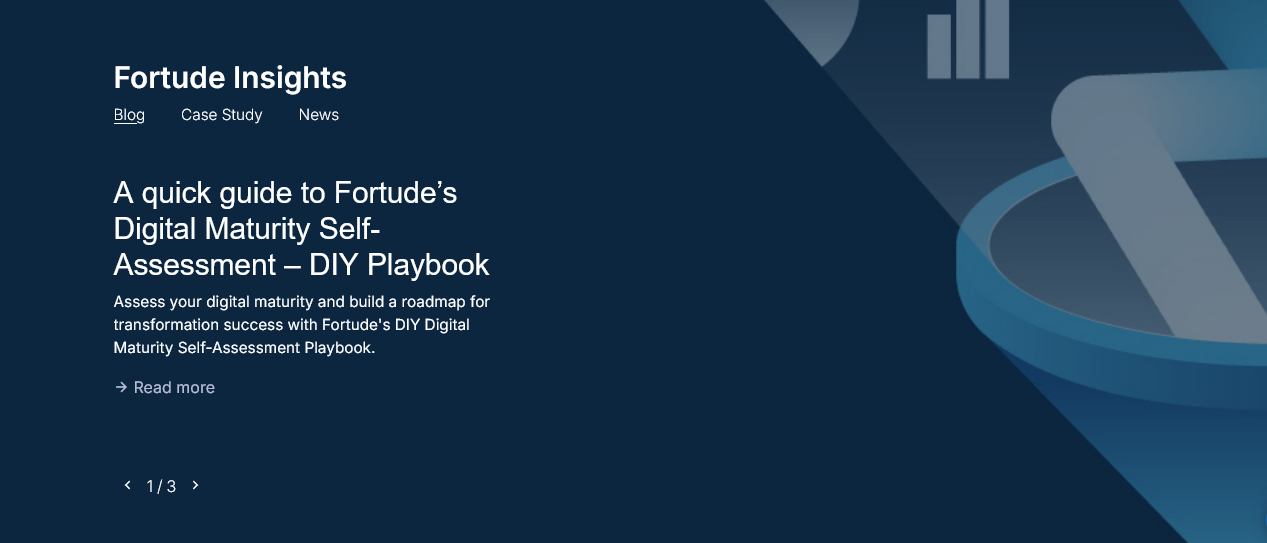 Fortude Insights
Blog Case Study News
A quick guide to Fortude’s
Digital Maturity Self-
Assessment – DIY Playbook
Assess your digital maturity and build a roadmap for
transformation success with Fortude's DIY Digital
Maturity Self-Assessment Playbook.
→ Read more
‹ 1 / 3 ›